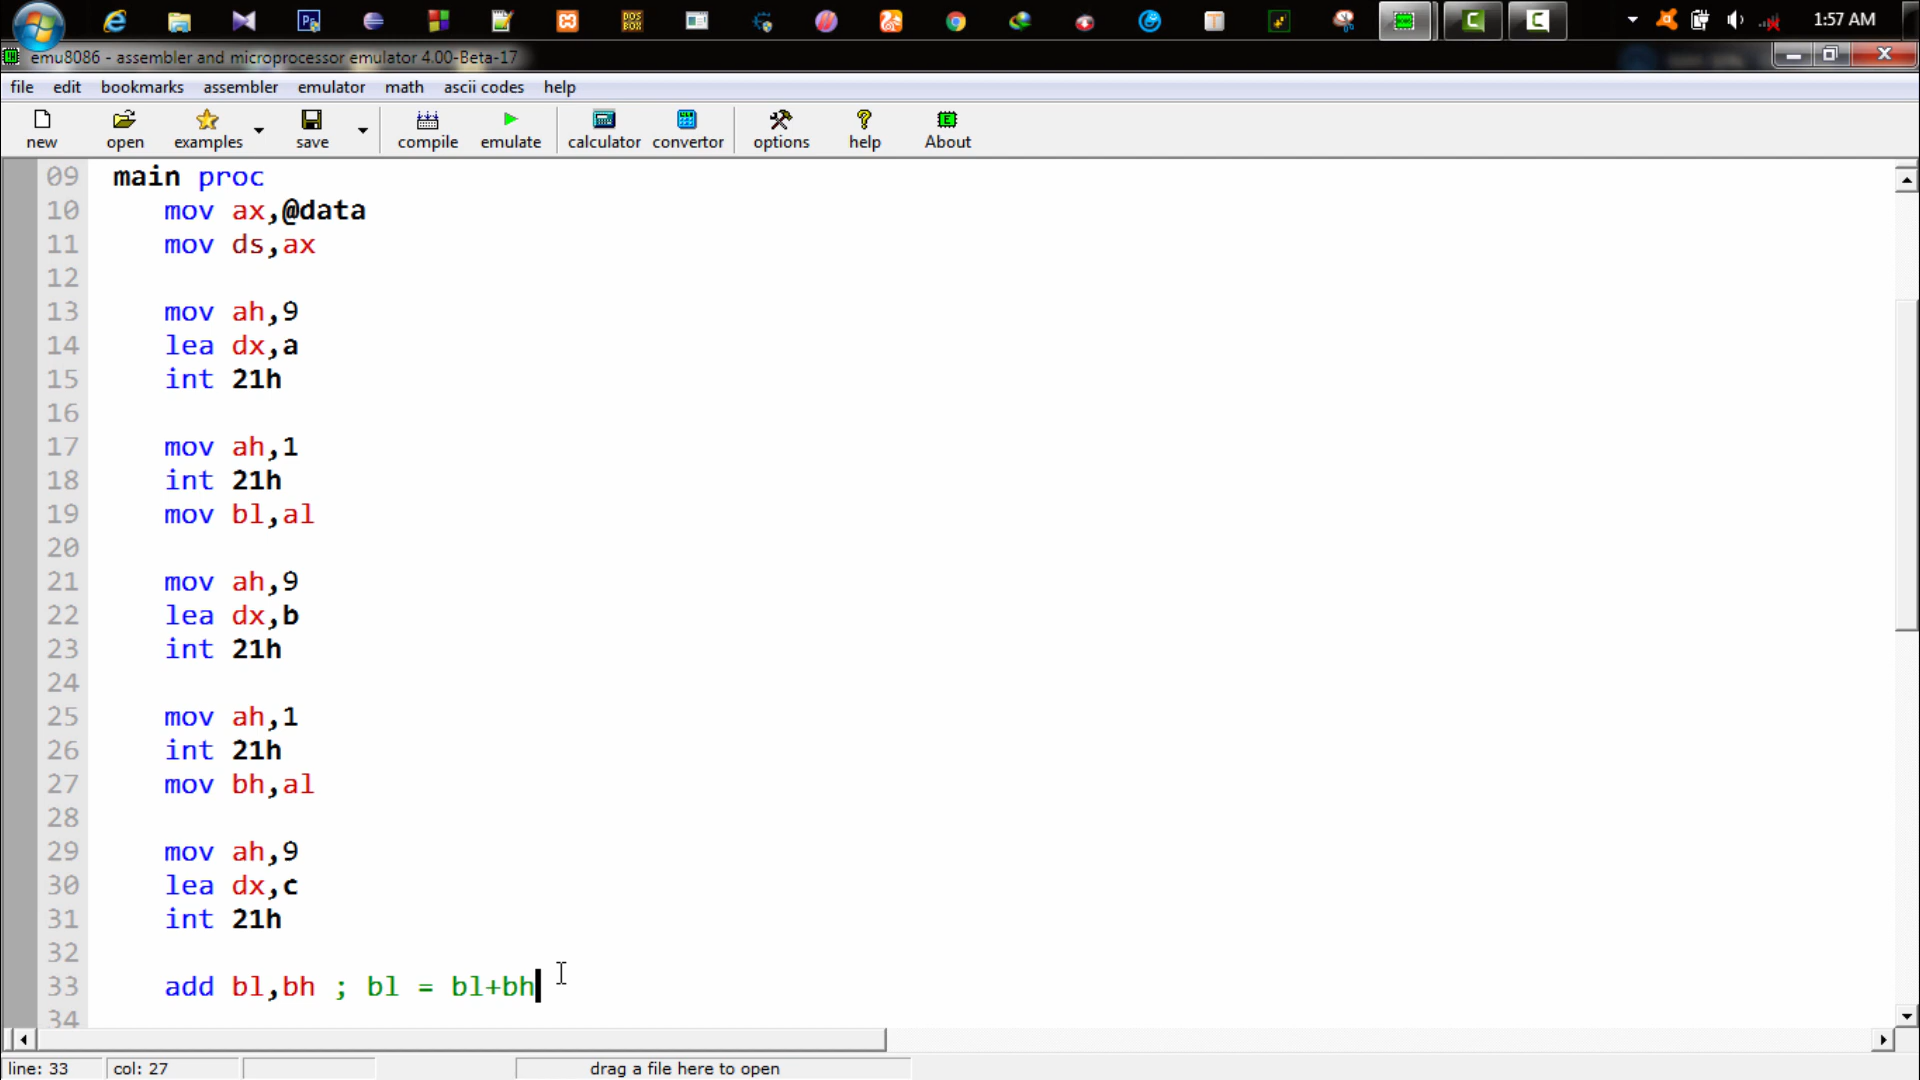 1:57 AM
emu8086 - assembler and microprocessor emulator 4.00-Beta-17
file edit bookmarks assembler emulator math ascii codes help
new open examples save compile emulate calculator convertor options help About
09 main proc
10 mov ax,@data
11 mov ds,ax
12
13 mov ah,9
14 lea dx,a
15 int 21h
16
17 mov ah,1
18 int 21h
19 mov bl,al
20
21 mov ah,9
22 lea dx,b
23 int 21h
24
25 mov ah,1
26 int 21h
27 mov bh,al
28
29 mov ah,9
30 lea dx,c
31 int 21h
32
33 add bl,bh ; bl = bl+bh
34
line: 33 col: 27 drag a file here to open